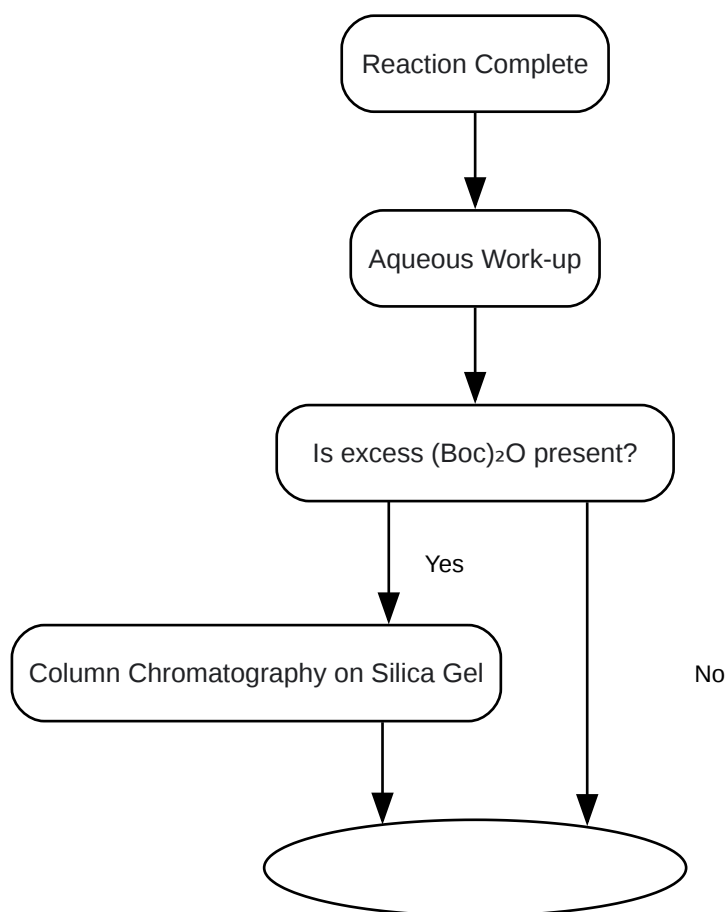 Reaction Complete
Aqueous Work-up
Is excess (Boc)₂O present?
Yes
Column Chromatography on Silica Gel
No